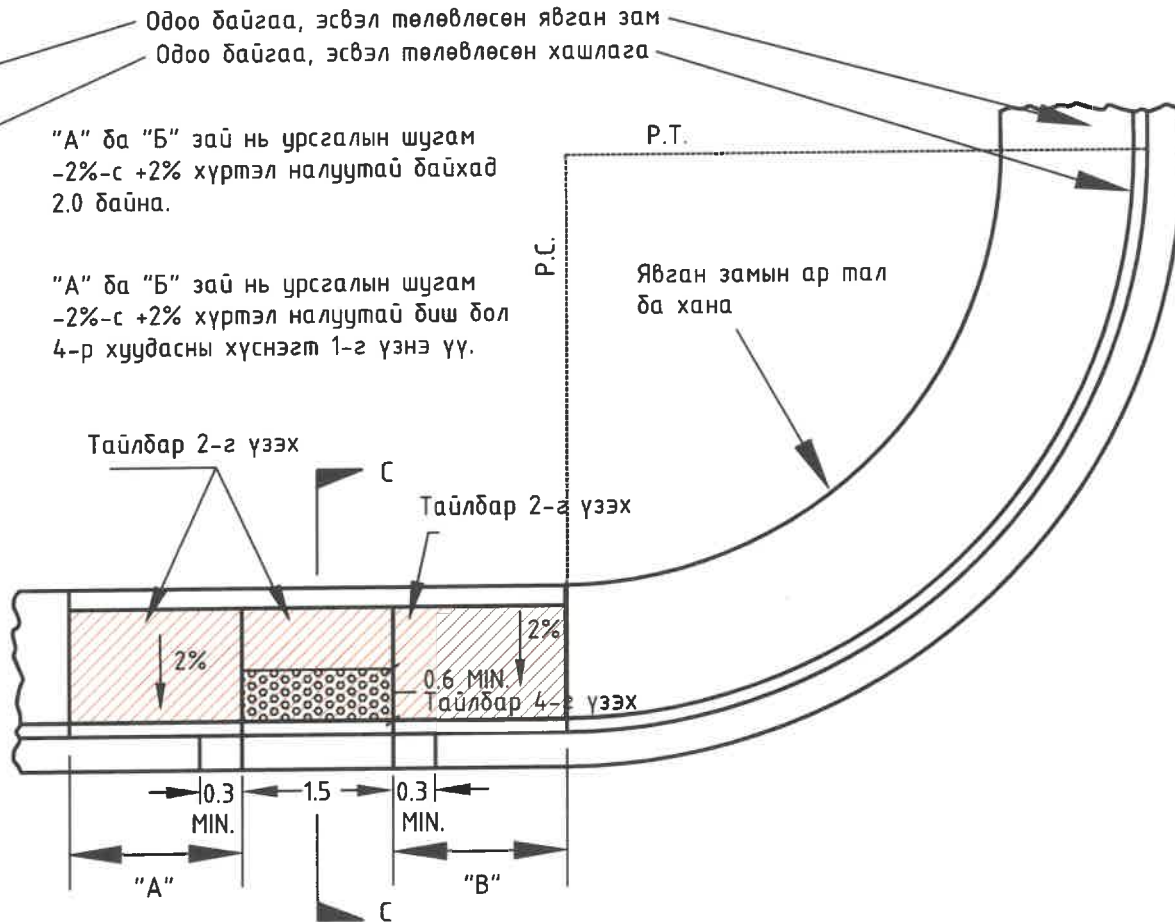 Одоо байгаа, эсвэл төлөвлөсөн явган зам
Одоо байгаа, эсвэл төлөвлөсөн хашлага
"А" ба "Б" зай нь урсгалын шугам
-2%-с +2% хүртэл налуутай байхад
2.0 байна.
P.T.
P.C.
"А" ба "Б" зай нь урсгалын шугам
-2%-с +2% хүртэл налуутай биш бол
4-р хуудасны хүснэгт 1-г үзнэ үү.
Явган замын ар тал
ба хана
Тайлбар 2-г үзэх
C
Тайлбар 2-г үзэх
2%
2%
0.6 MIN.
Тайлбар 4-г үзэх
0.3
MIN.
1.5
0.3
MIN.
"A"
"B"
C